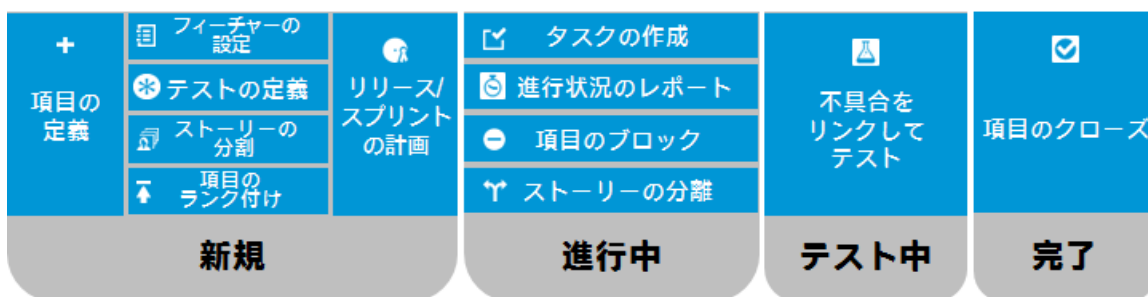 項目の
定義
フィーチャーの
設定
テストの定義
ストーリーの
分割
項目の
ランク付け
リリース/
スプリント
の計画
新規
タスクの作成
進行状況のレポート
項目のブロック
ストーリーの分離
進行中
不具合を
リンクして
テスト
テスト中
項目のクローズ
完了